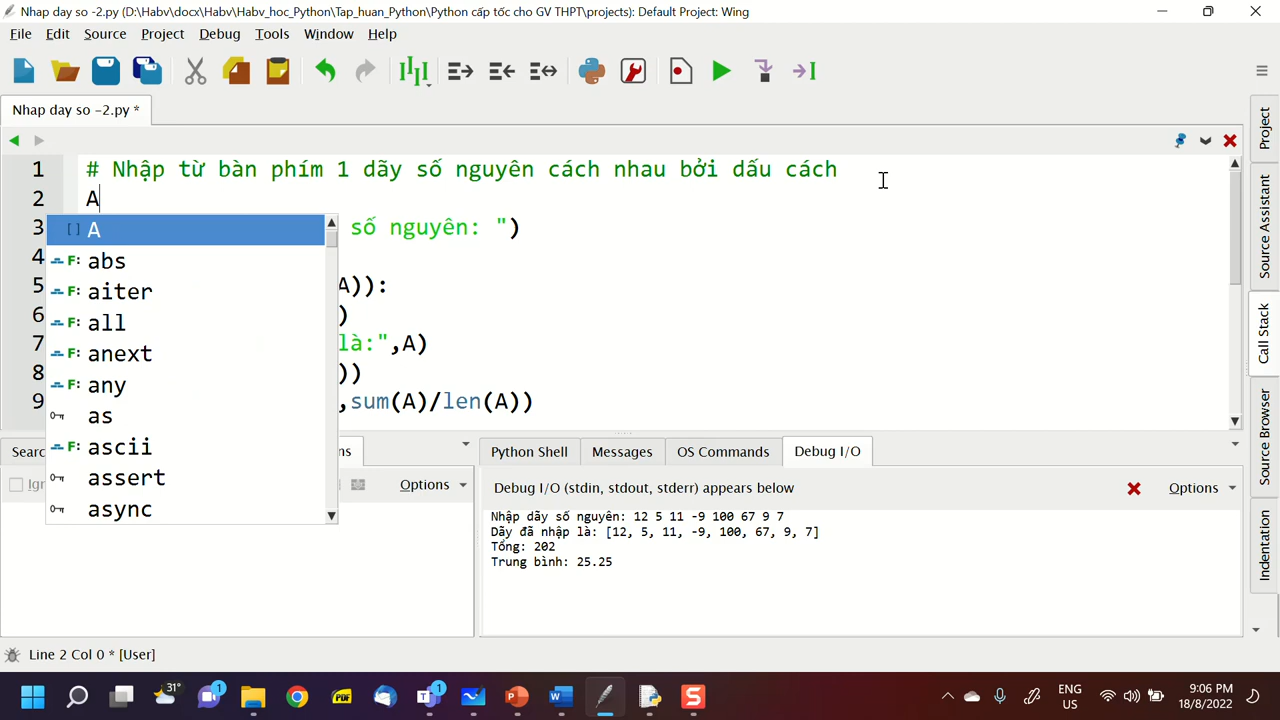 Nhap day so -2.py (D:\Habv\docx\Habv\Habv_hoc_Python\Tap_huan_Python\Python cấp tốc cho GV THPT\projects): Default Project: Wing
File Edit Source Project Debug Tools Window Help
Nhap day so -2.py *
1 # Nhập từ bàn phím 1 dãy số nguyên cách nhau bởi dấu cách
2 A
3 số nguyên: ")
4
5 A)):
6 )
7 là:",A)
8 ))
9 ,sum(A)/len(A))
[] A
F: abs
F: aiter
F: all
F: anext
F: any
as
F: ascii
assert
async
Project
Source Assistant
Call Stack
Source Browser
Indentation
Searc
ns
Ign
Options
Python Shell Messages OS Commands Debug I/O
Debug I/O (stdin, stdout, stderr) appears below
Options
Nhập dãy số nguyên: 12 5 11 -9 100 67 9 7
Dãy đã nhập là: [12, 5, 11, -9, 100, 67, 9, 7]
Tổng: 202
Trung bình: 25.25
Line 2 Col 0 * [User]
31°
1
1
PDF
ENG
US
9:06 PM
18/8/2022